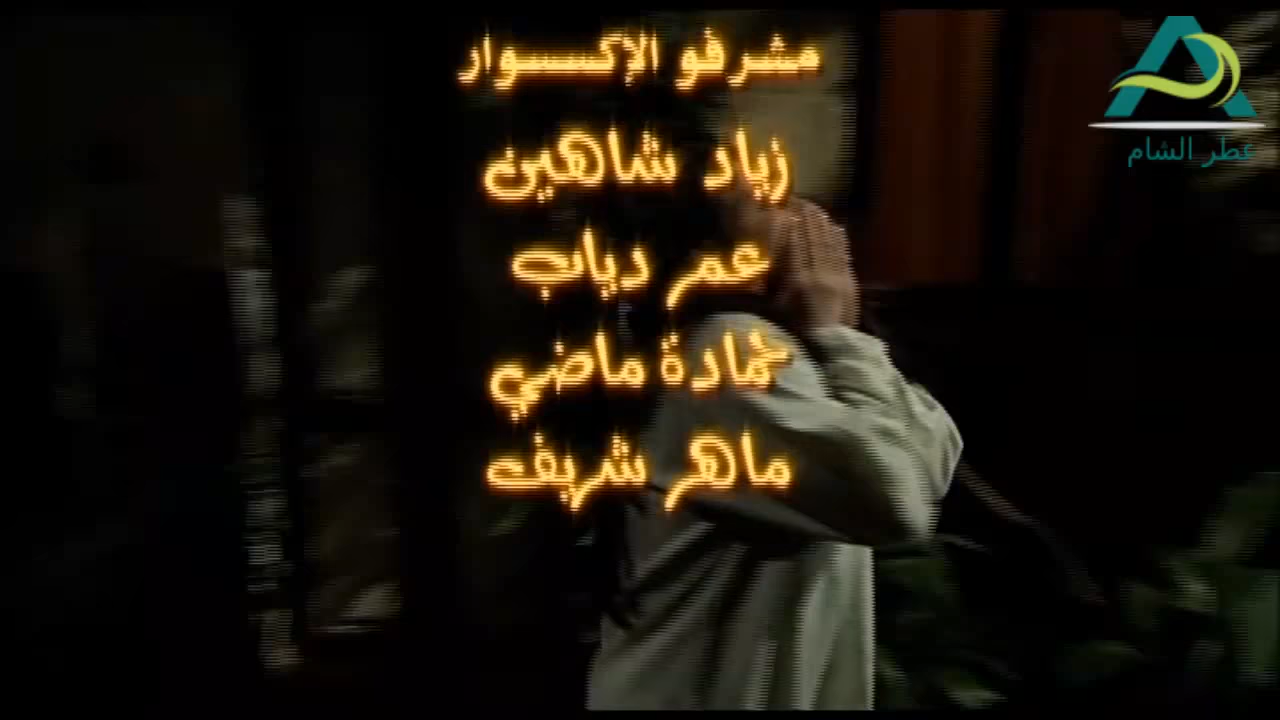 مشرفو الإكسسوار
زياد شاهين
عمر دياب
حمادة ماضي
ماهر شريف
عطر الشام